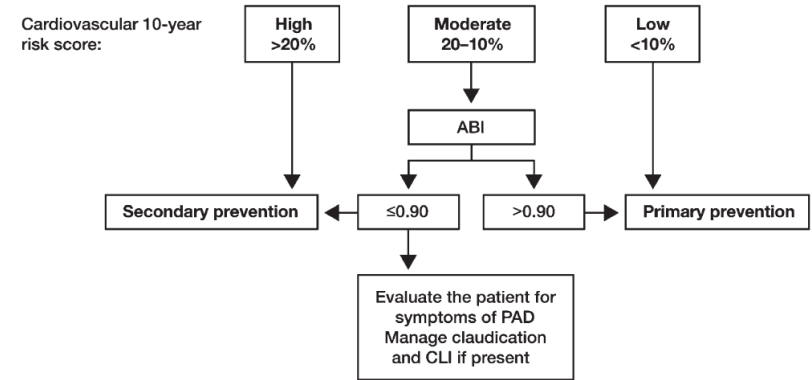 Cardiovascular 10-year
risk score:
High
>20%
Moderate
20–10%
Low
<10%
ABI
Secondary prevention
≤0.90
>0.90
Primary prevention
Evaluate the patient for
symptoms of PAD
Manage claudication
and CLI if present